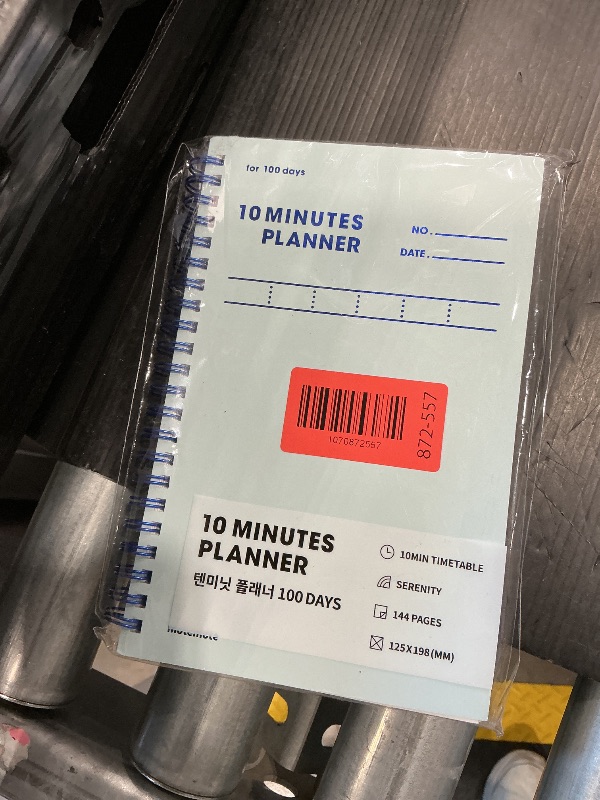 for 100 days
10 MINUTES
PLANNER
NO.
DATE.
1076872557
872-557
10 MINUTES
PLANNER
텐미닛 플래너 100 DAYS
10MIN TIMETABLE
SERENITY
144 PAGES
125X198(MM)